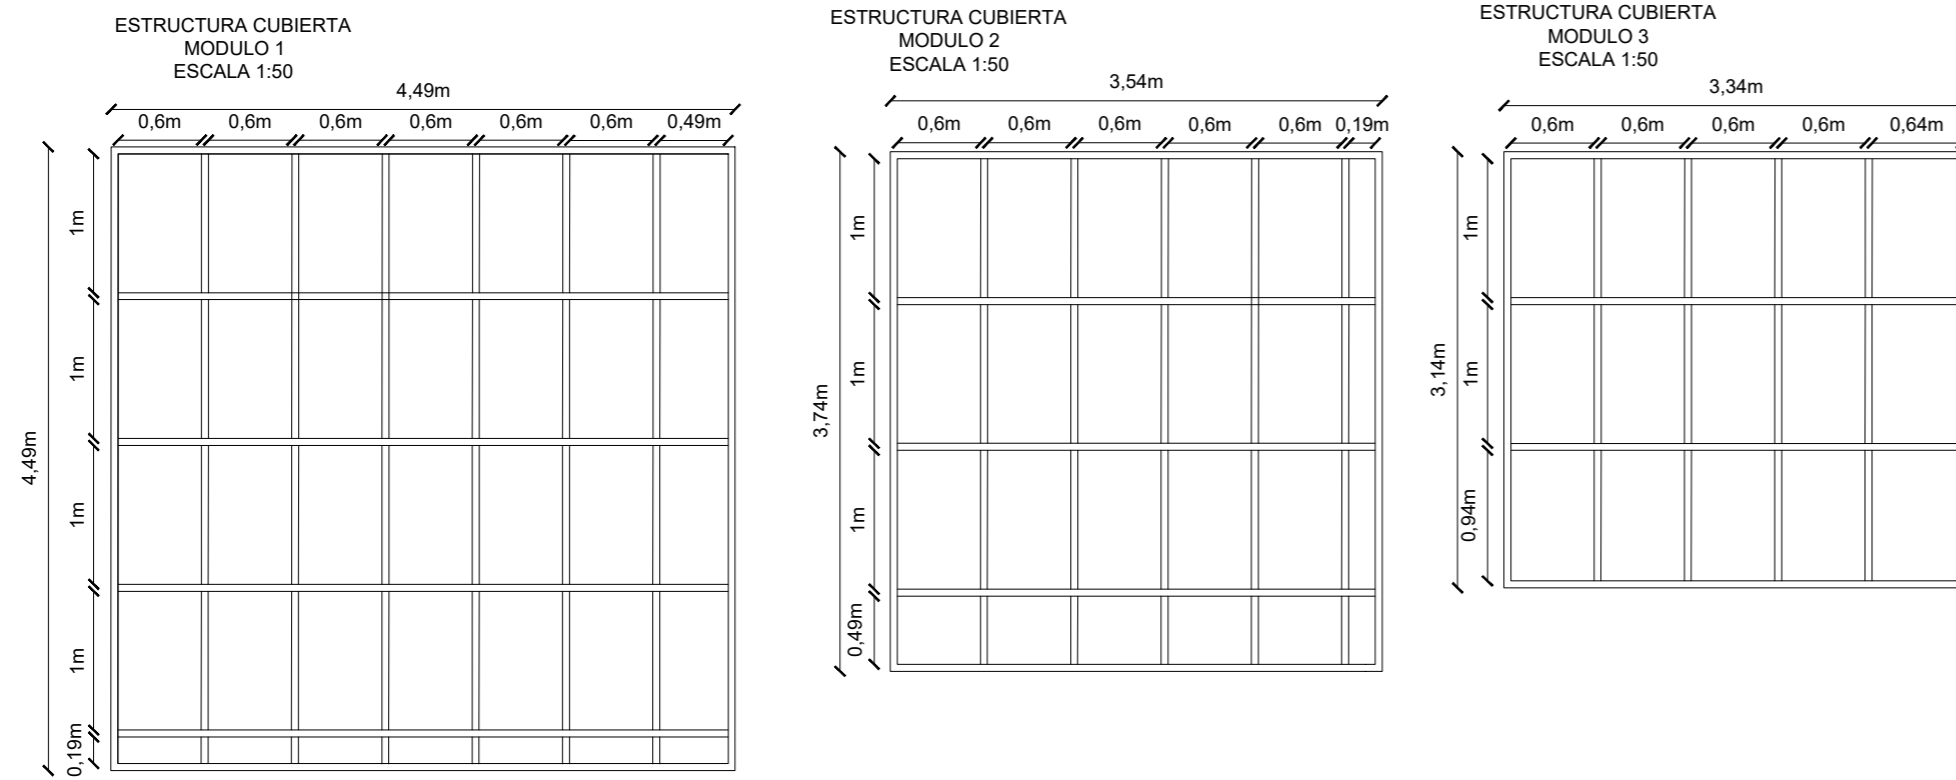 ESTRUCTURA CUBIERTA
MODULO 1
ESCALA 1:50
4,49m
0,6m 0,6m 0,6m 0,6m 0,6m 0,6m 0,49m
4,49m
1m
1m
1m
1m
0,19m
ESTRUCTURA CUBIERTA
MODULO 2
ESCALA 1:50
3,54m
0,6m 0,6m 0,6m 0,6m 0,6m 0,19m
3,74m
1m
1m
1m
0,49m
ESTRUCTURA CUBIERTA
MODULO 3
ESCALA 1:50
3,34m
0,6m 0,6m 0,6m 0,6m 0,64m
3,14m
1m
1m
0,94m